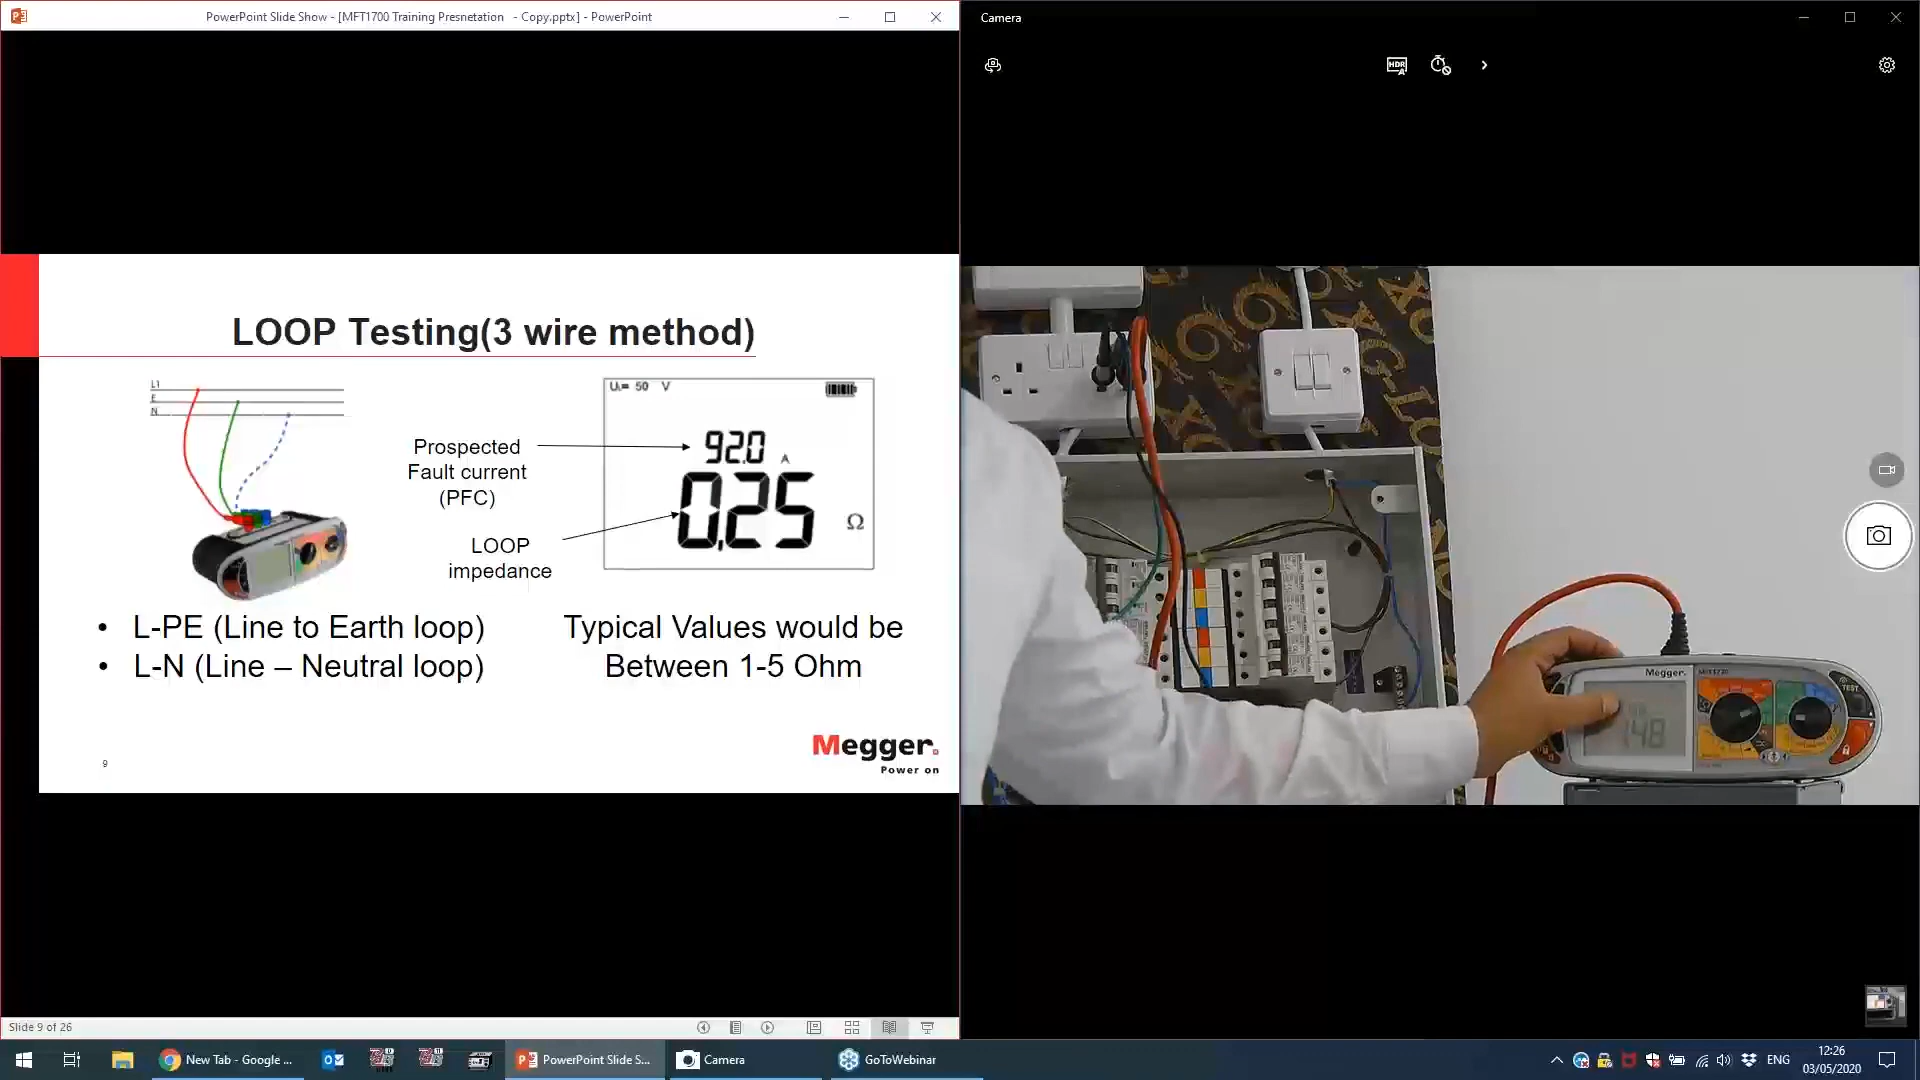 PowerPoint Slide Show - [MFT1700 Training Presnetation - Copy.pptx] - PowerPoint
LOOP Testing(3 wire method)
L1
E
N
Prospected
Fault current
(PFC)
LOOP
impedance
50 V
920 A
0.25 Ω
• L-PE (Line to Earth loop)
• L-N (Line – Neutral loop)
Typical Values would be
Between 1-5 Ohm
Megger.
Power on
9
Slide 9 of 26
Camera
HDR
Megger.
TEST
New Tab - Google ...
PowerPoint Slide S...
Camera
GoToWebinar
ENG
12:26
03/05/2020